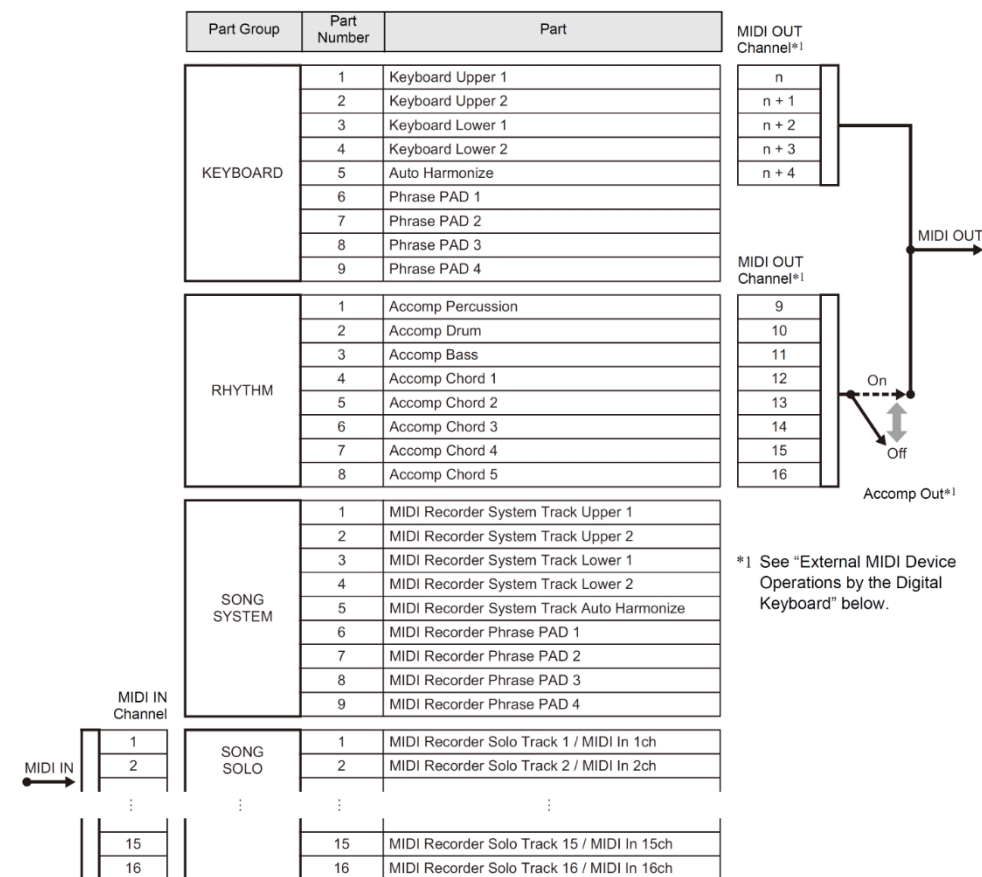 Part Group Part Number Part MIDI OUT Channel*1
KEYBOARD
1 Keyboard Upper 1 n
2 Keyboard Upper 2 n + 1
3 Keyboard Lower 1 n + 2
4 Keyboard Lower 2 n + 3
5 Auto Harmonize n + 4
6 Phrase PAD 1
7 Phrase PAD 2
8 Phrase PAD 3
9 Phrase PAD 4
MIDI OUT
MIDI OUT
Channel*1
RHYTHM
1 Accomp Percussion 9
2 Accomp Drum 10
3 Accomp Bass 11
4 Accomp Chord 1 12
5 Accomp Chord 2 13
6 Accomp Chord 3 14
7 Accomp Chord 4 15
8 Accomp Chord 5 16
On
Off
Accomp Out*1
SONG
SYSTEM
1 MIDI Recorder System Track Upper 1
2 MIDI Recorder System Track Upper 2
3 MIDI Recorder System Track Lower 1
4 MIDI Recorder System Track Lower 2
5 MIDI Recorder System Track Auto Harmonize
6 MIDI Recorder Phrase PAD 1
7 MIDI Recorder Phrase PAD 2
8 MIDI Recorder Phrase PAD 3
9 MIDI Recorder Phrase PAD 4
*1 See “External MIDI Device
Operations by the Digital
Keyboard” below.
MIDI IN
Channel
MIDI IN
SONG
SOLO
1 1 MIDI Recorder Solo Track 1 / MIDI In 1ch
2 2 MIDI Recorder Solo Track 2 / MIDI In 2ch
⋮ ⋮ ⋮ ⋮
15 15 MIDI Recorder Solo Track 15 / MIDI In 15ch
16 16 MIDI Recorder Solo Track 16 / MIDI In 16ch